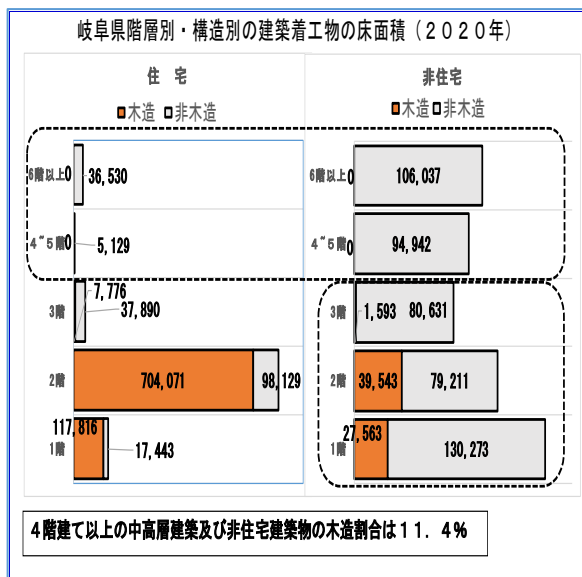 岐阜県階層別・構造別の建築着工物の床面積（２０２０年）
住　宅
■木造 □非木造
6階以上 0 36,530
４~５階 0 5,129
3階 7,776 37,890
2階 704,071 98,129
1階 117,816 17,443
非住宅
■木造 □非木造
6階以上 0 106,037
４~５階 0 94,942
3階 1,593 80,631
2階 39,543 79,211
1階 27,563 130,273
４階建て以上の中高層建築及び非住宅建築物の木造割合は１１．４％